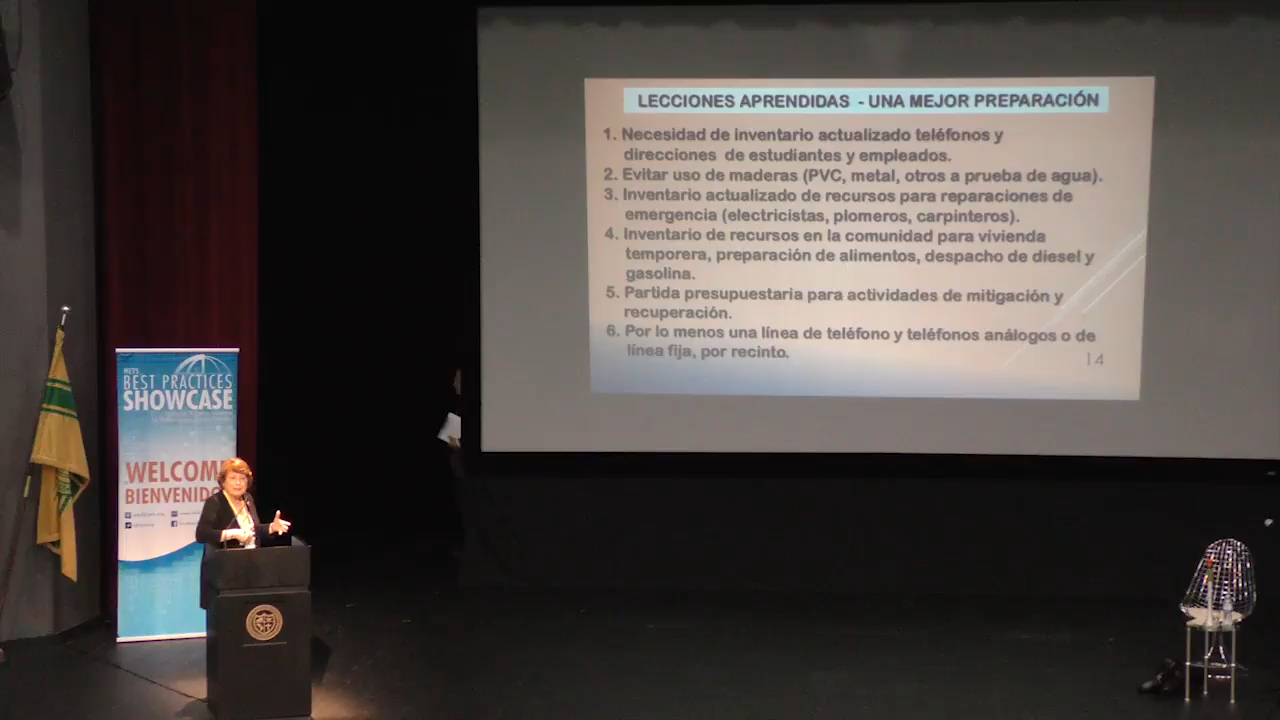 LECCIONES APRENDIDAS - UNA MEJOR PREPARACIÓN
1. Necesidad de inventario actualizado teléfonos y
direcciones de estudiantes y empleados.
2. Evitar uso de maderas (PVC, metal, otros a prueba de agua).
3. Inventario actualizado de recursos para reparaciones de
emergencia (electricistas, plomeros, carpinteros).
4. Inventario de recursos en la comunidad para vivienda
temporera, preparación de alimentos, despacho de diesel y
gasolina.
5. Partida presupuestaria para actividades de mitigación y
recuperación.
6. Por lo menos una línea de teléfono y teléfonos análogos o de
línea fija, por recinto.
14
HETS
BEST PRACTICES
SHOWCASE
WELCOM
BIENVENIDO